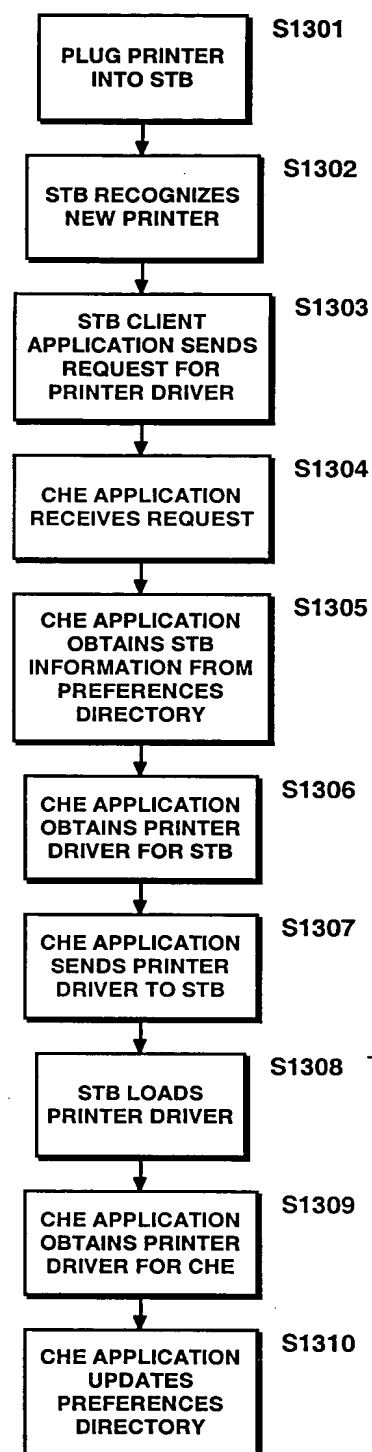 S1301
PLUG PRINTER
INTO STB
S1302
STB RECOGNIZES
NEW PRINTER
S1303
STB CLIENT
APPLICATION SENDS
REQUEST FOR
PRINTER DRIVER
S1304
CHE APPLICATION
RECEIVES REQUEST
S1305
CHE APPLICATION
OBTAINS STB
INFORMATION FROM
PREFERENCES
DIRECTORY
S1306
CHE APPLICATION
OBTAINS PRINTER
DRIVER FOR STB
S1307
CHE APPLICATION
SENDS PRINTER
DRIVER TO STB
S1308
STB LOADS
PRINTER DRIVER
S1309
CHE APPLICATION
OBTAINS PRINTER
DRIVER FOR CHE
S1310
CHE APPLICATION
UPDATES
PREFERENCES
DIRECTORY